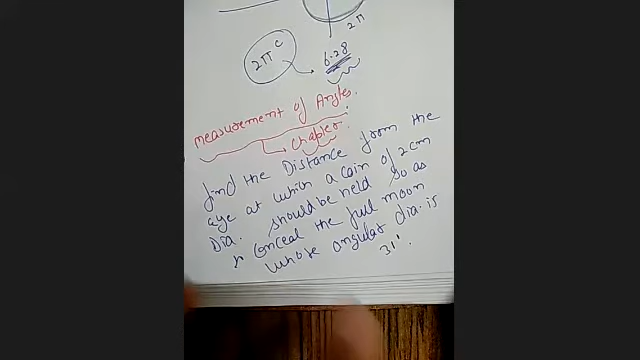 2π
2πᶜ
6.28
measurement of Angles.
Chapter.
find the Distance from the
eye at which a coin of 2cm
Dia. should be held so as
to conceal the full moon
whose angular dia. is
31'.